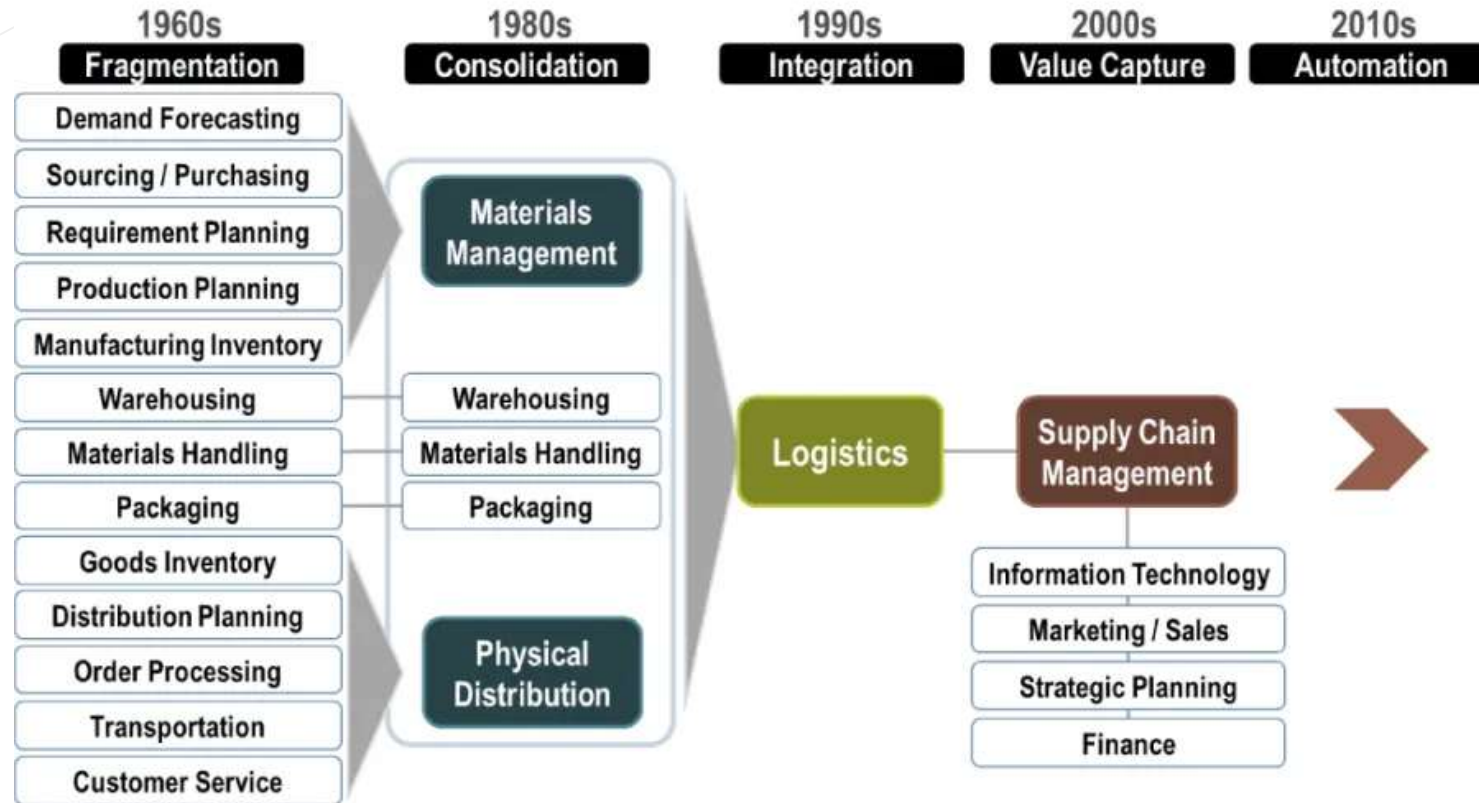 1960s
Fragmentation
Demand Forecasting
Sourcing / Purchasing
Requirement Planning
Production Planning
Manufacturing Inventory
Warehousing
Materials Handling
Packaging
Goods Inventory
Distribution Planning
Order Processing
Transportation
Customer Service
1980s
Consolidation
Materials
Management
Warehousing
Materials Handling
Packaging
Physical
Distribution
1990s
Integration
Logistics
2000s
Value Capture
Supply Chain
Management
Information Technology
Marketing / Sales
Strategic Planning
Finance
2010s
Automation